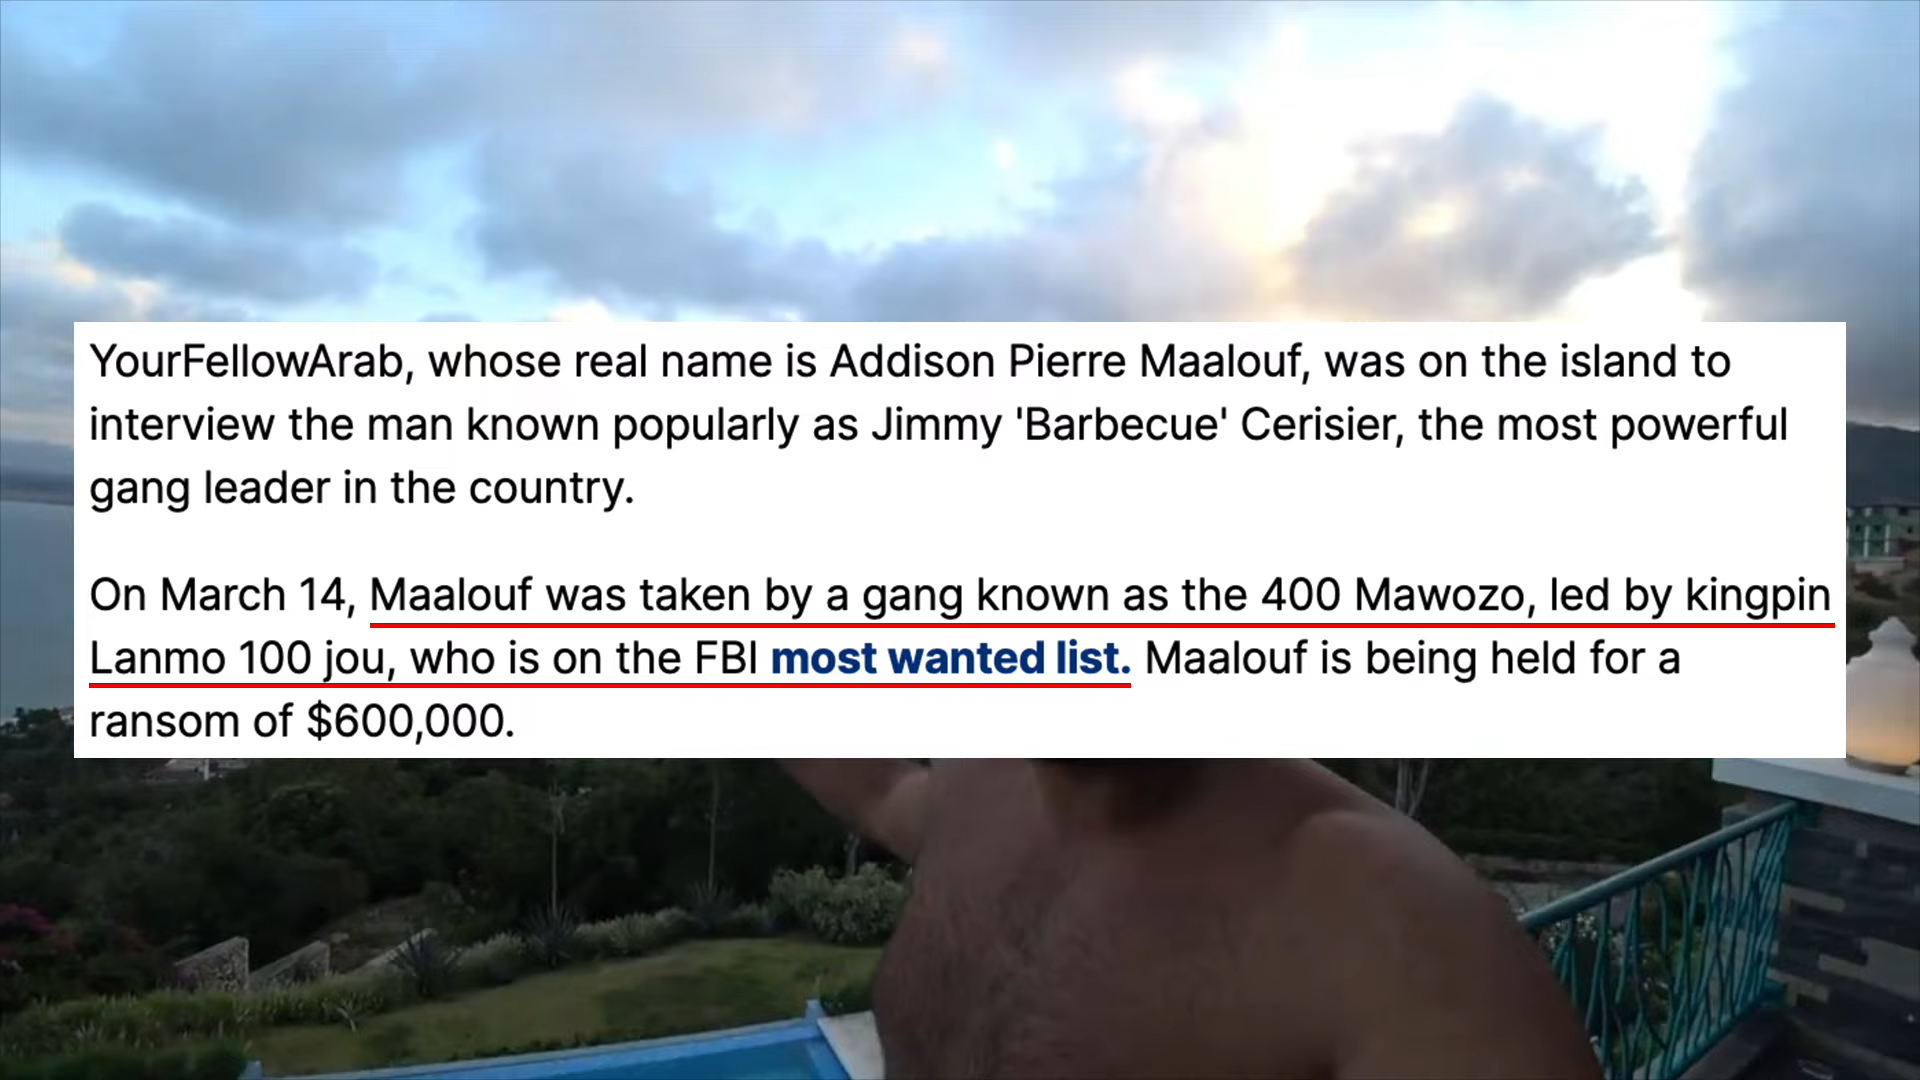 YourFellowArab, whose real name is Addison Pierre Maalouf, was on the island to
interview the man known popularly as Jimmy 'Barbecue' Cerisier, the most powerful
gang leader in the country.
On March 14, Maalouf was taken by a gang known as the 400 Mawozo, led by kingpin
Lanmo 100 jou, who is on the FBI most wanted list. Maalouf is being held for a
ransom of $600,000.